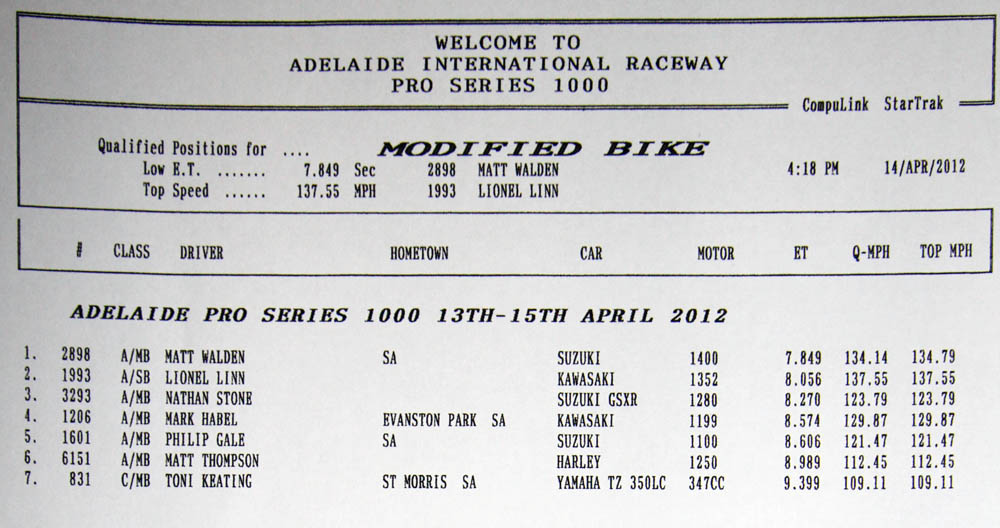 WELCOME TO
ADELAIDE INTERNATIONAL RACEWAY
PRO SERIES 1000
CompuLink StarTrak
Qualified Positions for .... MODIFIED BIKE
Low E.T. ....... 7.849 Sec 2898 MATT WALDEN 4:18 PM 14/APR/2012
Top Speed ...... 137.55 MPH 1993 LIONEL LINN
# CLASS DRIVER HOMETOWN CAR MOTOR ET Q-MPH TOP MPH
ADELAIDE PRO SERIES 1000 13TH-15TH APRIL 2012
1. 2898 A/MB MATT WALDEN SA SUZUKI 1400 7.849 134.14 134.79
2. 1993 A/SB LIONEL LINN KAWASAKI 1352 8.056 137.55 137.55
3. 3293 A/MB NATHAN STONE SUZUKI GSXR 1280 8.270 123.79 123.79
4. 1206 A/MB MARK HABEL EVANSTON PARK SA KAWASAKI 1199 8.574 129.87 129.87
5. 1601 A/MB PHILIP GALE SA SUZUKI 1100 8.606 121.47 121.47
6. 6151 A/MB MATT THOMPSON HARLEY 1250 8.989 112.45 112.45
7. 831 C/MB TONI KEATING ST MORRIS SA YAMAHA TZ 350LC 347CC 9.399 109.11 109.11